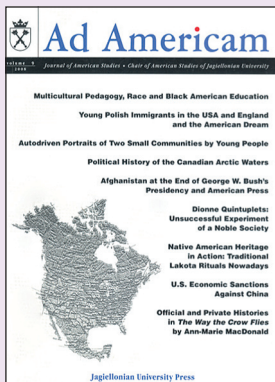 Ad Americam
volume 9
2008
Journal of American Studies • Chair of American Studies of Jagiellonian University
Multicultural Pedagogy, Race and Black American Education
Young Polish Immigrants in the USA and England
and the American Dream
Autodriven Portraits of Two Small Communities by Young People
Political History of the Canadian Arctic Waters
Afghanistan at the End of George W. Bush's
Presidency and American Press
Dionne Quintuplets:
Unsuccessful Experiment
of a Noble Society
Native American Heritage
in Action: Traditional
Lakota Rituals Nowadays
U.S. Economic Sanctions
Against China
Official and Private Histories
in The Way the Crow Flies
by Ann-Marie MacDonald
Jagiellonian University Press